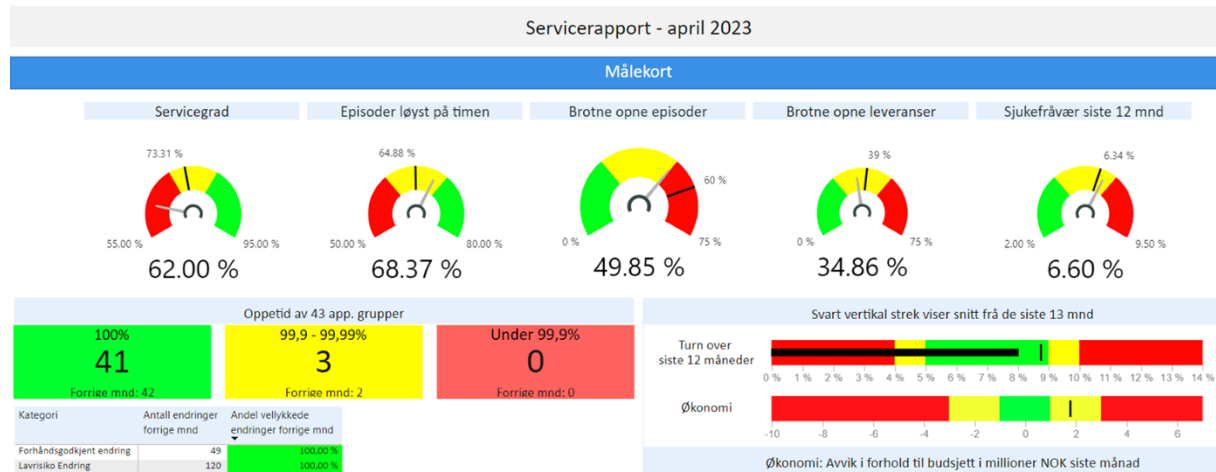 Servicerapport - april 2023
Målekort
Servicegrad
Episoder løyst på timen
Brotne opne episoder
Brotne opne leveranser
Sjukefråvær siste 12 mnd
73.31 %
64.88 %
60 %
39 %
6.34 %
55.00 %
95.00 %
50.00 %
80.00 %
0 %
75 %
0 %
75 %
2.00 %
9.50 %
62.00 %
68.37 %
49.85 %
34.86 %
6.60 %
Oppetid av 43 app. grupper
100%
41
Forrige mnd: 42
99,9 - 99,99%
3
Forrige mnd: 2
Under 99,9%
0
Forrige mnd: 0
Kategori
Antall endringer
forrige mnd
Andel vellykkede
endringer forrige mnd
Forhåndsgodkjent endring 49 100,00 %
Lavrisiko Endring 120 100,00 %
Svart vertikal strek viser snitt frå de siste 13 mnd
Turn over
siste 12 måneder
0 % 1 % 2 % 3 % 4 % 5 % 6 % 7 % 8 % 9 % 10 % 11 % 12 % 13 % 14 %
Økonomi
-10 -8 -6 -4 -2 0 2 4 6
Økonomi: Avvik i forhold til budsjett i millioner NOK siste månad